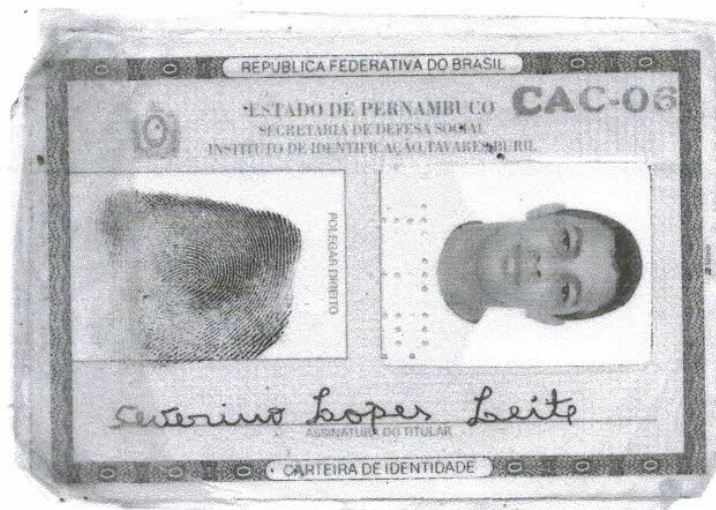 REPÚBLICA FEDERATIVA DO BRASIL
ESTADO DE PERNAMBUCO
CAC-06
SECRETARIA DE DEFESA SOCIAL
INSTITUTO DE IDENTIFICAÇÃO TAVARES BURIL
POLEGAR DIREITO
Severino Lopes Leite
ASSINATURA DO TITULAR
CARTEIRA DE IDENTIDADE